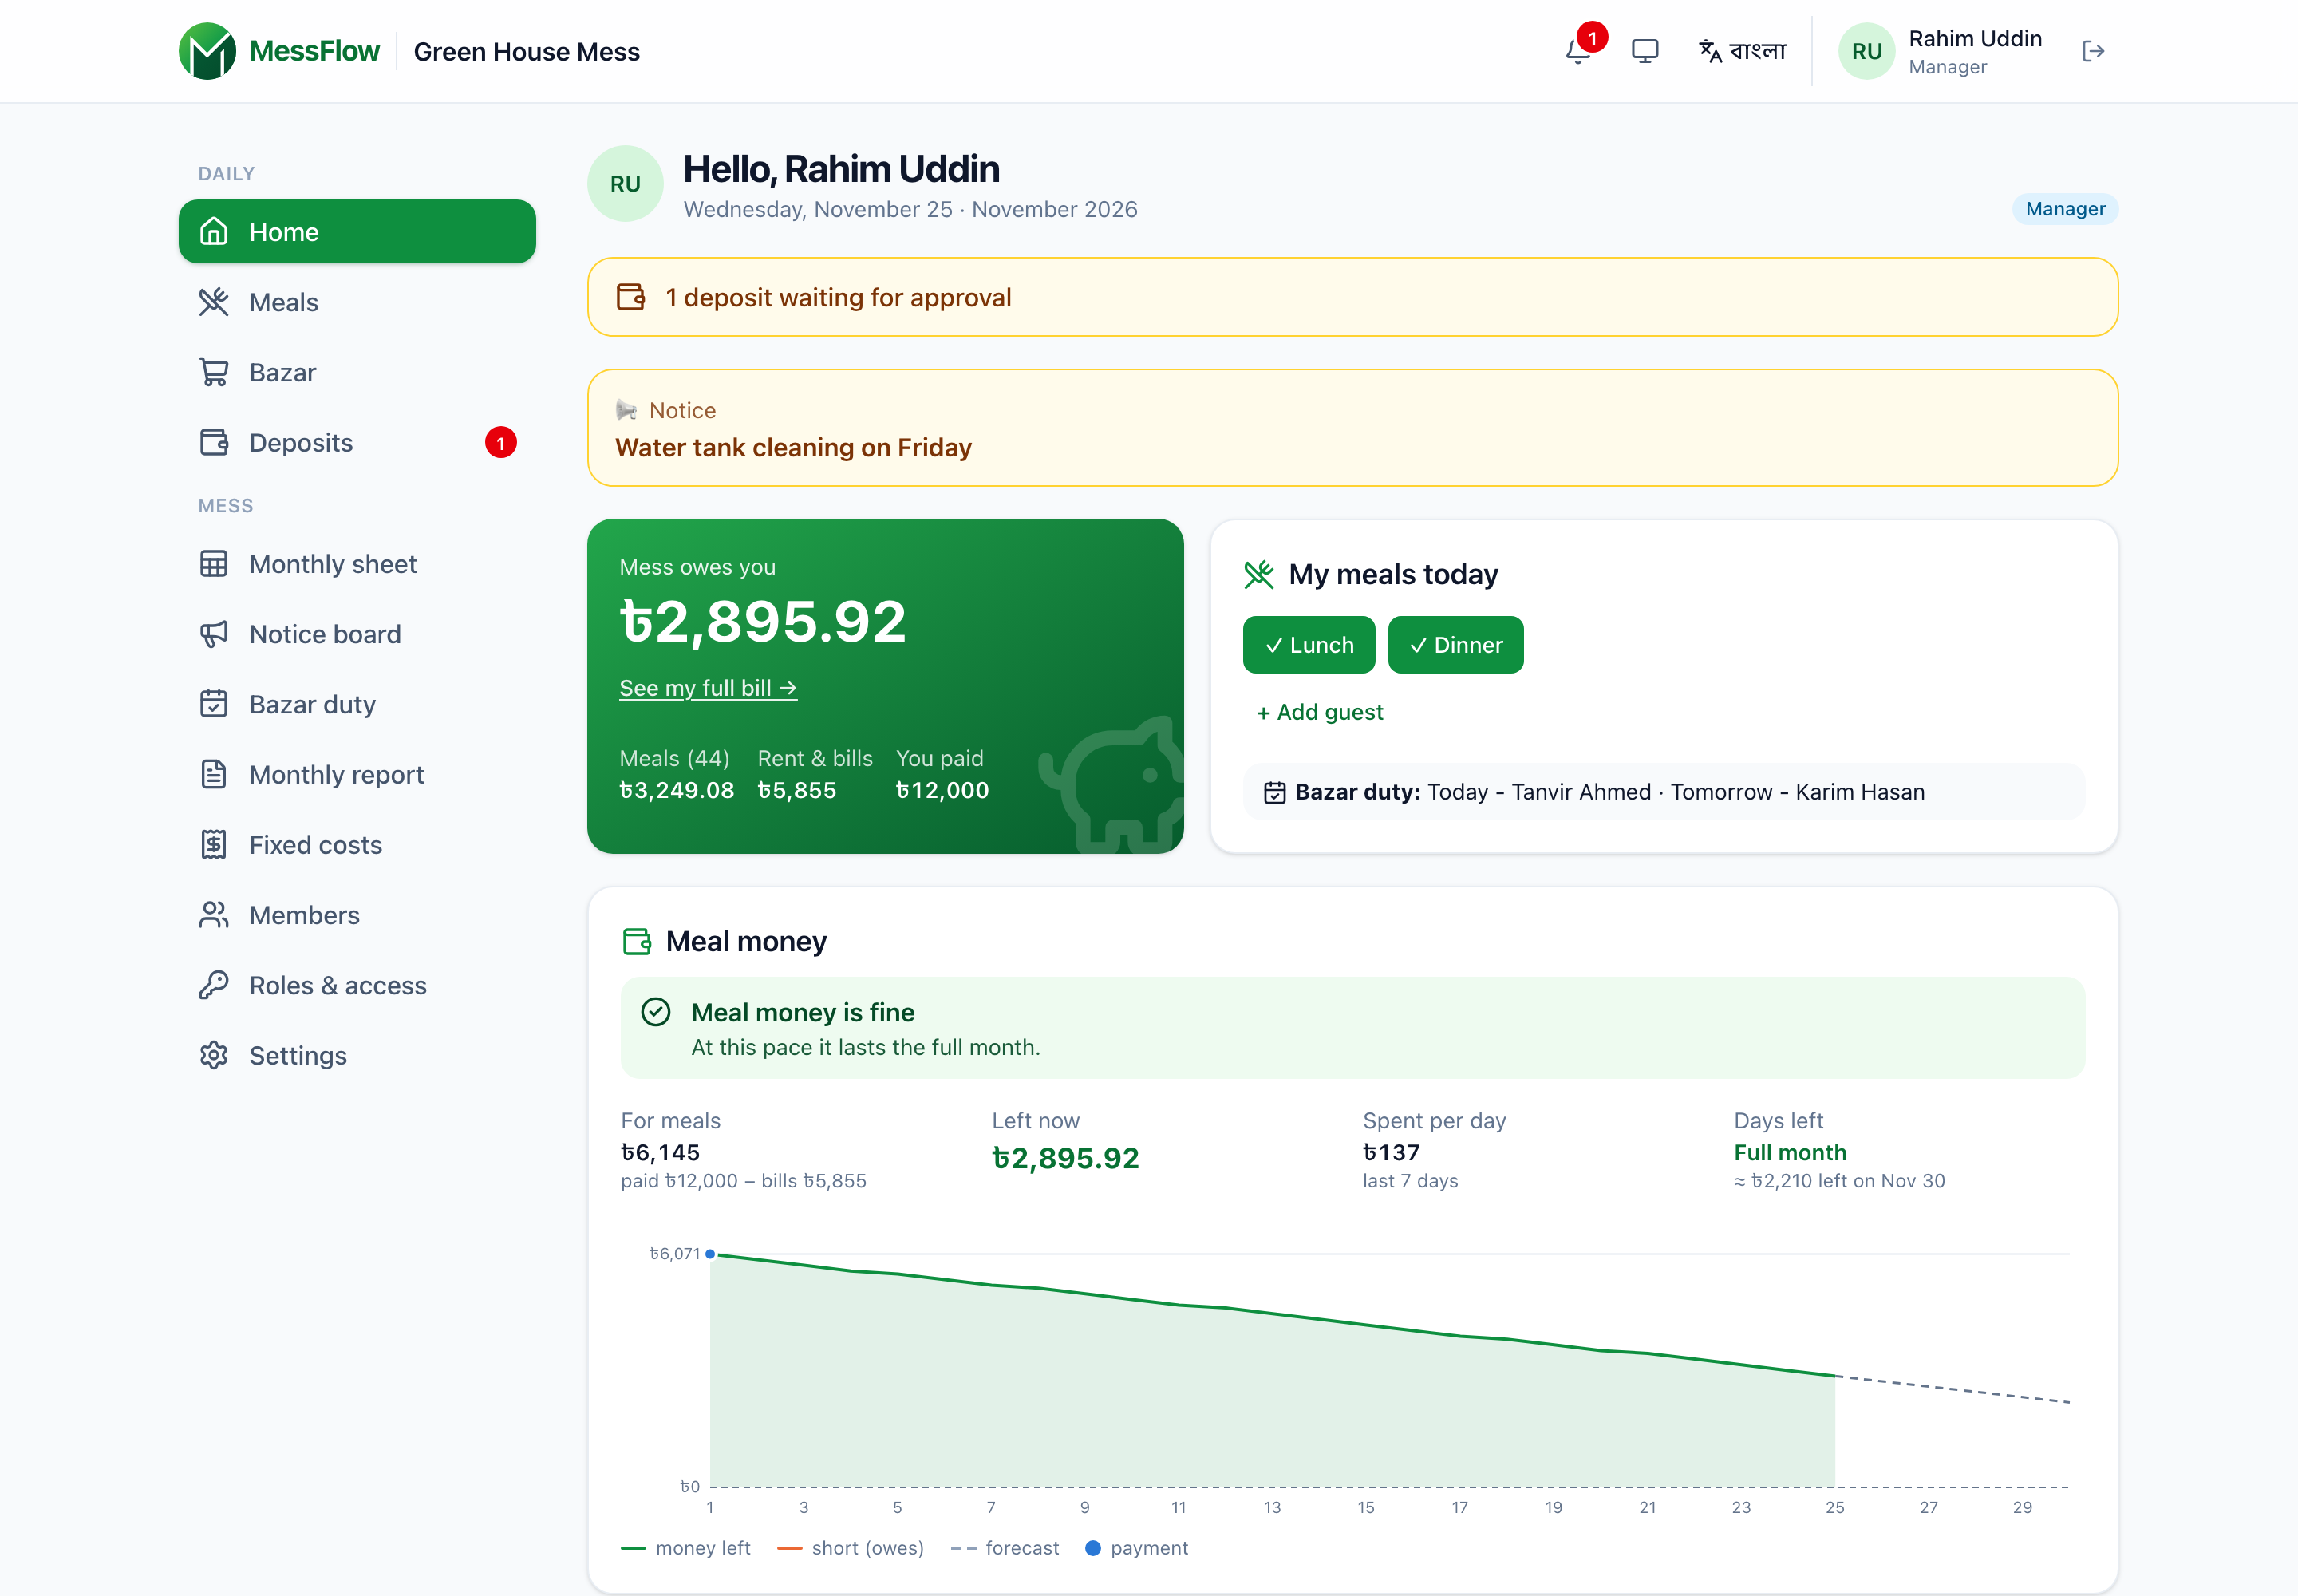 MessFlow
Green House Mess
1
বাংলা
RU
Rahim Uddin
Manager
DAILY
Home
Meals
Bazar
Deposits
1
MESS
Monthly sheet
Notice board
Bazar duty
Monthly report
Fixed costs
Members
Roles & access
Settings
RU
Hello, Rahim Uddin
Wednesday, November 25 · November 2026
Manager
1 deposit waiting for approval
Notice
Water tank cleaning on Friday
Mess owes you
৳2,895.92
See my full bill →
Meals (44) Rent & bills You paid
৳3,249.08 ৳5,855 ৳12,000
My meals today
✓ Lunch ✓ Dinner
+ Add guest
Bazar duty: Today - Tanvir Ahmed · Tomorrow - Karim Hasan
Meal money
Meal money is fine
At this pace it lasts the full month.
For meals
৳6,145
paid ৳12,000 – bills ৳5,855
Left now
৳2,895.92
Spent per day
৳137
last 7 days
Days left
Full month
≈ ৳2,210 left on Nov 30
৳6,071
৳0
1 3 5 7 9 11 13 15 17 19 21 23 25 27 29
money left short (owes) forecast payment